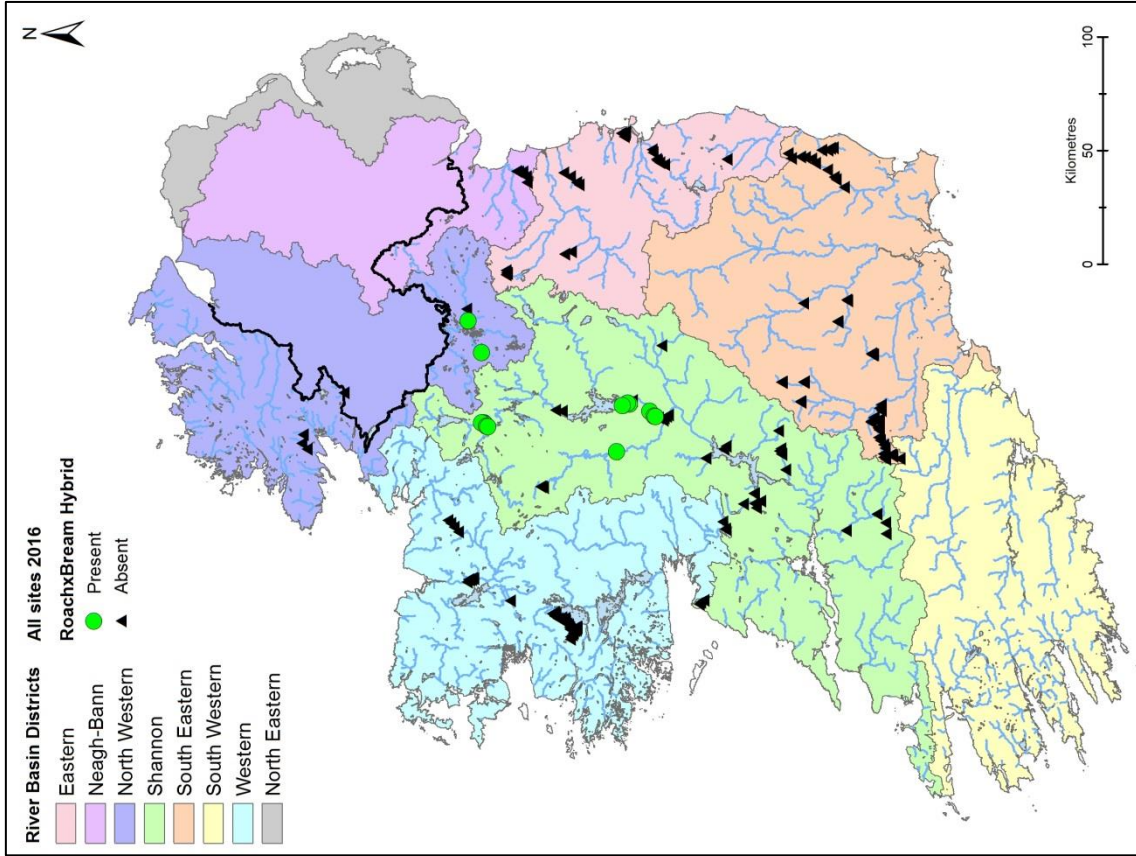 River Basin Districts
Eastern
Neagh-Bann
North Western
Shannon
South Eastern
South Western
Western
North Eastern
All sites 2016
RoachxBream Hybrid
Present
Absent
N
0 50 100
Kilometres